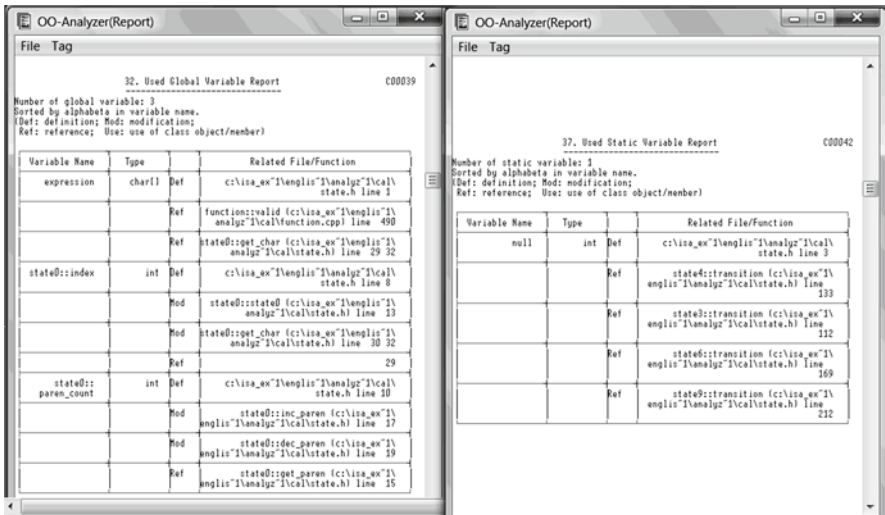 OO-Analyzer(Report)
File Tag
32. Used Global Variable Report C00039
Number of global variable: 3
Sorted by alphabeta in variable name.
(Def: definition; Mod: modification;
Ref: reference; Use: use of class object/member)
Variable Name Type Related File/Function
expression char[] Def c:\isa_ex~1\englis~1\analyz~1\cal\
state.h line 1
Ref function::valid (c:\isa_ex~1\englis~1\
analyz~1\cal\function.cpp) line 490
Ref state0::get_char (c:\isa_ex~1\englis~1\
analyz~1\cal\state.h) line 29 32
state0::index int Def c:\isa_ex~1\englis~1\analyz~1\cal\
state.h line 8
Mod state0::state0 (c:\isa_ex~1\englis~1\
analyz~1\cal\state.h) line 13
Mod state0::get_char (c:\isa_ex~1\englis~1\
analyz~1\cal\state.h) line 30 32
Ref 29
state0:: int Def c:\isa_ex~1\englis~1\analyz~1\cal\
paren_count state.h line 10
Mod state0::inc_paren (c:\isa_ex~1\
englis~1\analyz~1\cal\state.h) line 17
Mod state0::dec_paren (c:\isa_ex~1\
englis~1\analyz~1\cal\state.h) line 19
Ref state0::get_paren (c:\isa_ex~1\
englis~1\analyz~1\cal\state.h) line 15
OO-Analyzer(Report)
File Tag
37. Used Static Variable Report C00042
Number of static variable: 1
Sorted by alphabeta in variable name.
(Def: definition; Mod: modification;
Ref: reference; Use: use of class object/member)
Variable Name Type Related File/Function
null int Def c:\isa_ex~1\englis~1\analyz~1\cal\
state.h line 3
Ref state4::transition (c:\isa_ex~1\
englis~1\analyz~1\cal\state.h) line
133
Ref state3::transition (c:\isa_ex~1\
englis~1\analyz~1\cal\state.h) line
112
Ref state6::transition (c:\isa_ex~1\
englis~1\analyz~1\cal\state.h) line
169
Ref state9::transition (c:\isa_ex~1\
englis~1\analyz~1\cal\state.h) line
212